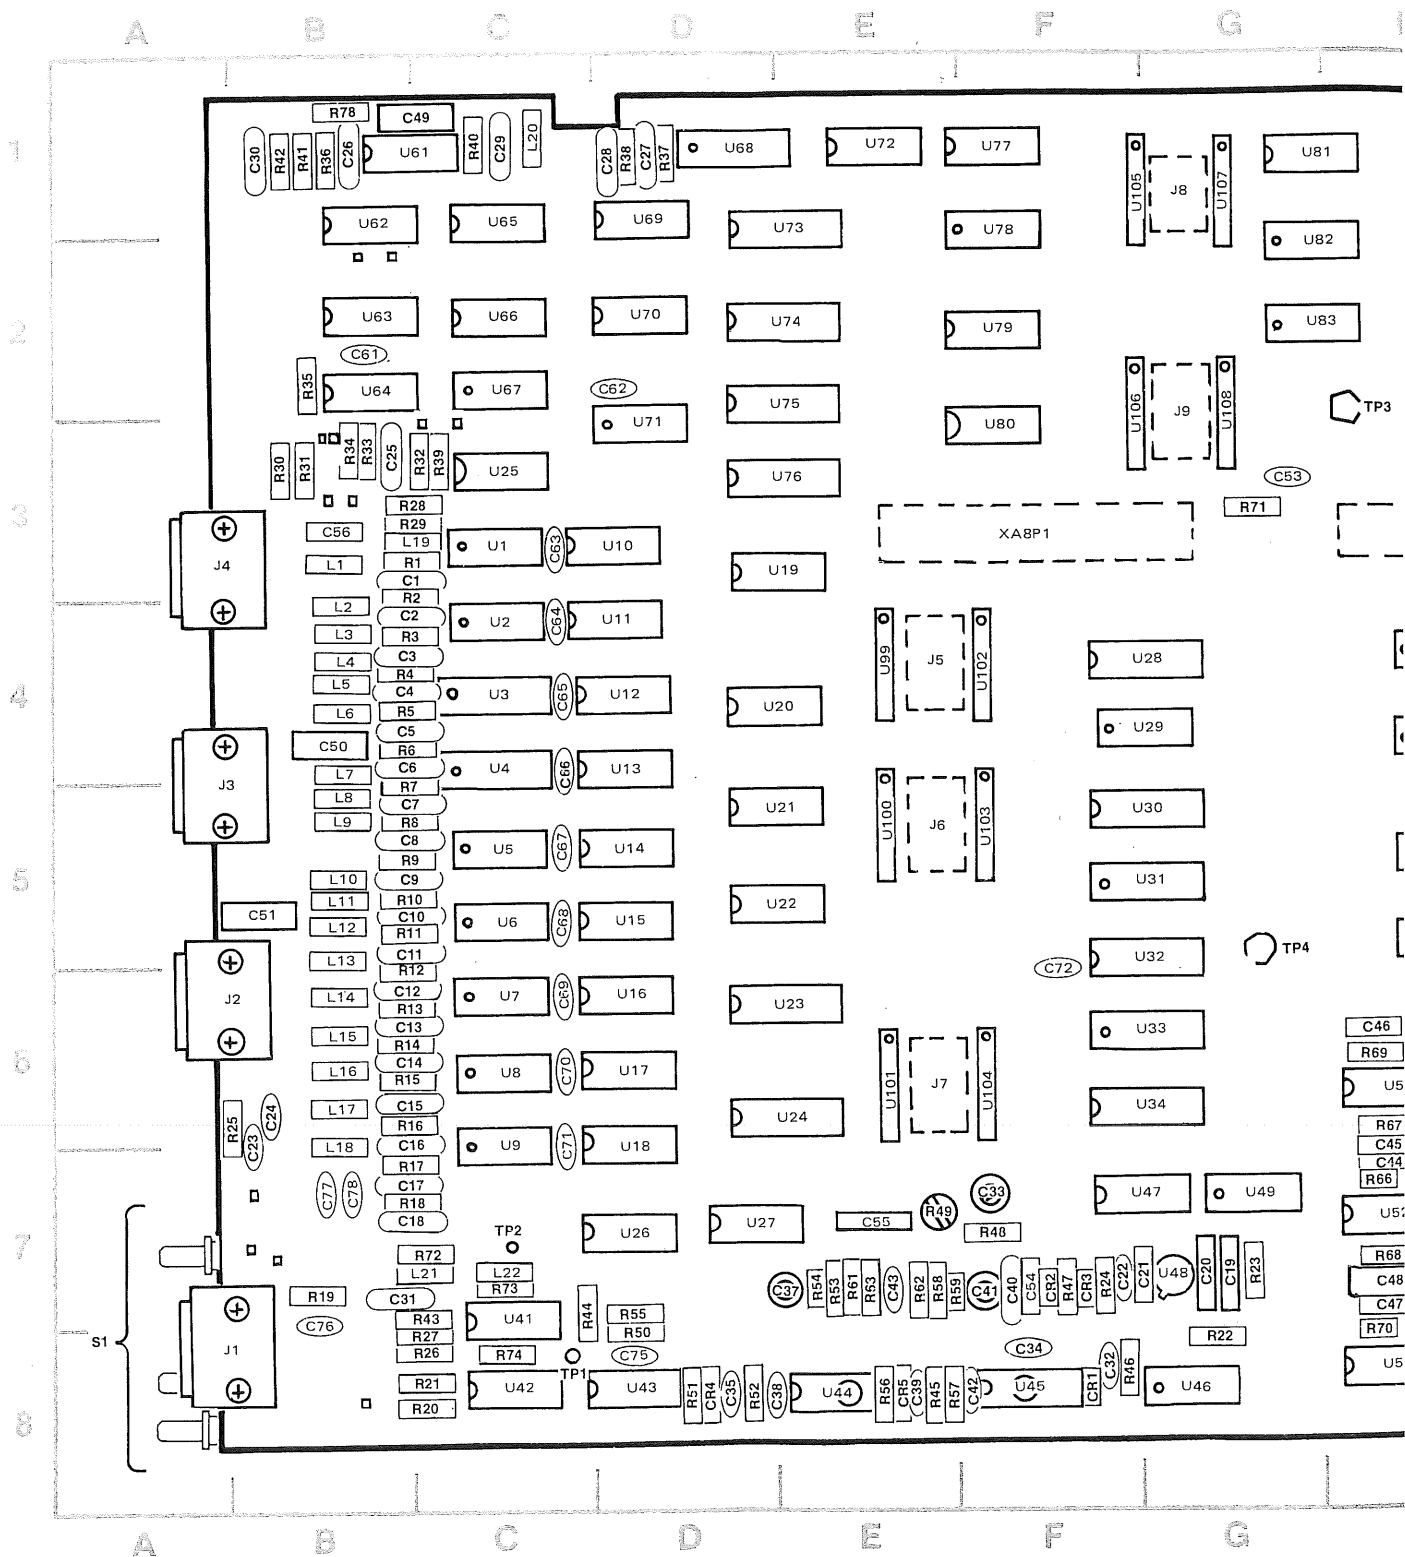 A B C D E F G
1
R78 C49
C30 R42 R41 R36 C26 U61 R40 C29 L20 C28 R38 C27 R37 U68 U72 U77 U105 J8 U107 U81
U62 U65 U69 U73 U78 U82
2
U63 U66 U70 U74 U79 U83
C61
R35 U64 U67 C62 U75 U106 J9 U108 TP3
U71 U80
R30 R31 R34 R33 C25 R32 R39 U25 U76 C53
3
R28 R71
C56 R29
L19 U1 C63 U10 XA8P1
J4 L1 R1 U19
C1
L2 R2
C2 U2 C64 U11
L3 R3
L4 C3 U99 J5 U102 U28
R4
4
L5 C4 U3 C65 U12
L6 R5 U20
C5 U29
C50 R6
L7 C6 U4 C66 U13
J3 R7
L8 C7 U21 U100 J6 U103 U30
L9 R8
C8 U5 C67 U14
R9
5
L10 C9 U31
L11 R10 U22
C51 C10 U6 C68 U15
L12 R11
TP4
L13 C11 C72 U32
R12
J2 L14 C12 U7 C69 U16 U23
R13
C13 U33 C46
L15 R14 R69
6
C14 U8 C70 U17
L16 R15 U101 J7 U104 U5
L17 C15 U24 U34
R25 C23 C24 R16 R67
L18 C16 U9 C71 U18 C45
R17 C44
C77 C78 C17 C33 U47 U49 R66
R18
C18 U26 U27 C55 R49 R48 U52
7
TP2
R72 R68
L21 L22
R73 C37 R54 R53 R61 R63 C43 R62 R58 R59 C41 C40 C54 CR2 R47 CR3 R24 C22 C21 U48 C20 C19 R23 C48
R19 C31 R44 C47
C76 R43 U41 R55 R70
S1 R27 R50 R22
J1 R26 R74 TP1 C75 C34 C32 R46 U5
R21 U42 U43 R51 CR4 C35 R52 C38 U44 R56 CR5 C39 R45 R57 C42 U45 CR1 U46
R20
8
A B C D E F G